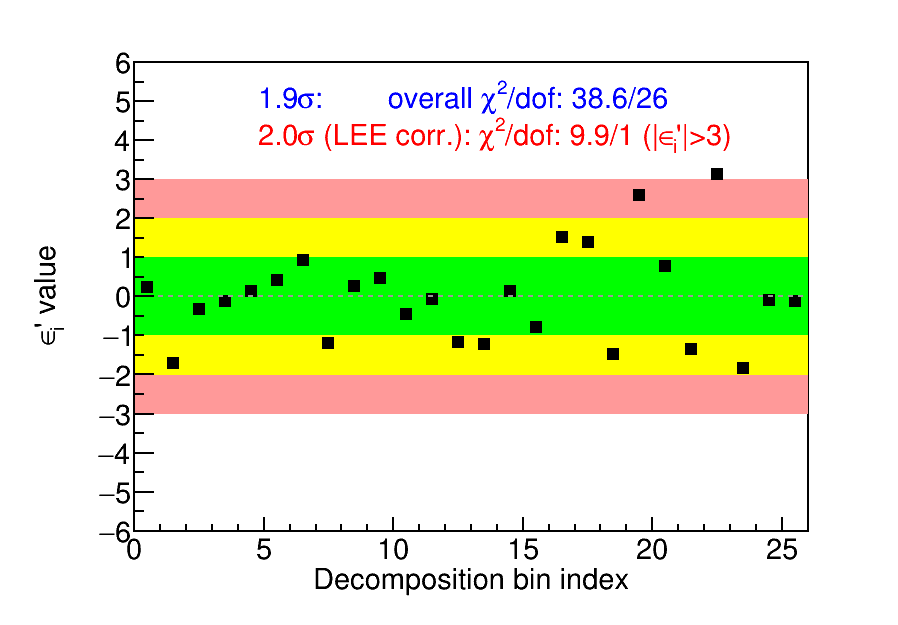 6
5
4
3
2
1
0
−1
−2
−3
−4
−5
−6
ϵi' value
1.9σ: overall χ²/dof: 38.6/26
2.0σ (LEE corr.): χ²/dof: 9.9/1 (|ϵi'|>3)
0 5 10 15 20 25
Decomposition bin index